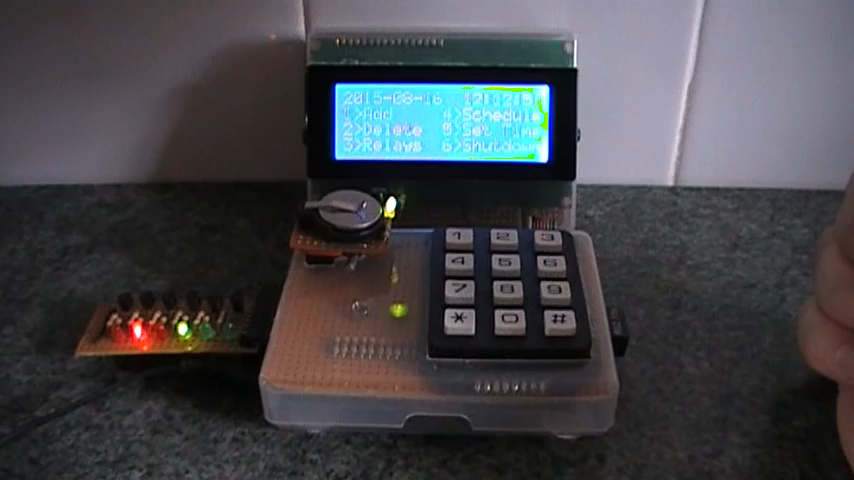 2015-08-16
1>Add 4>Schedule
2>Delete 5>Set Time
3>Relays 6>Shutdown
1 2 3
4 5 6
7 8 9
* 0 #